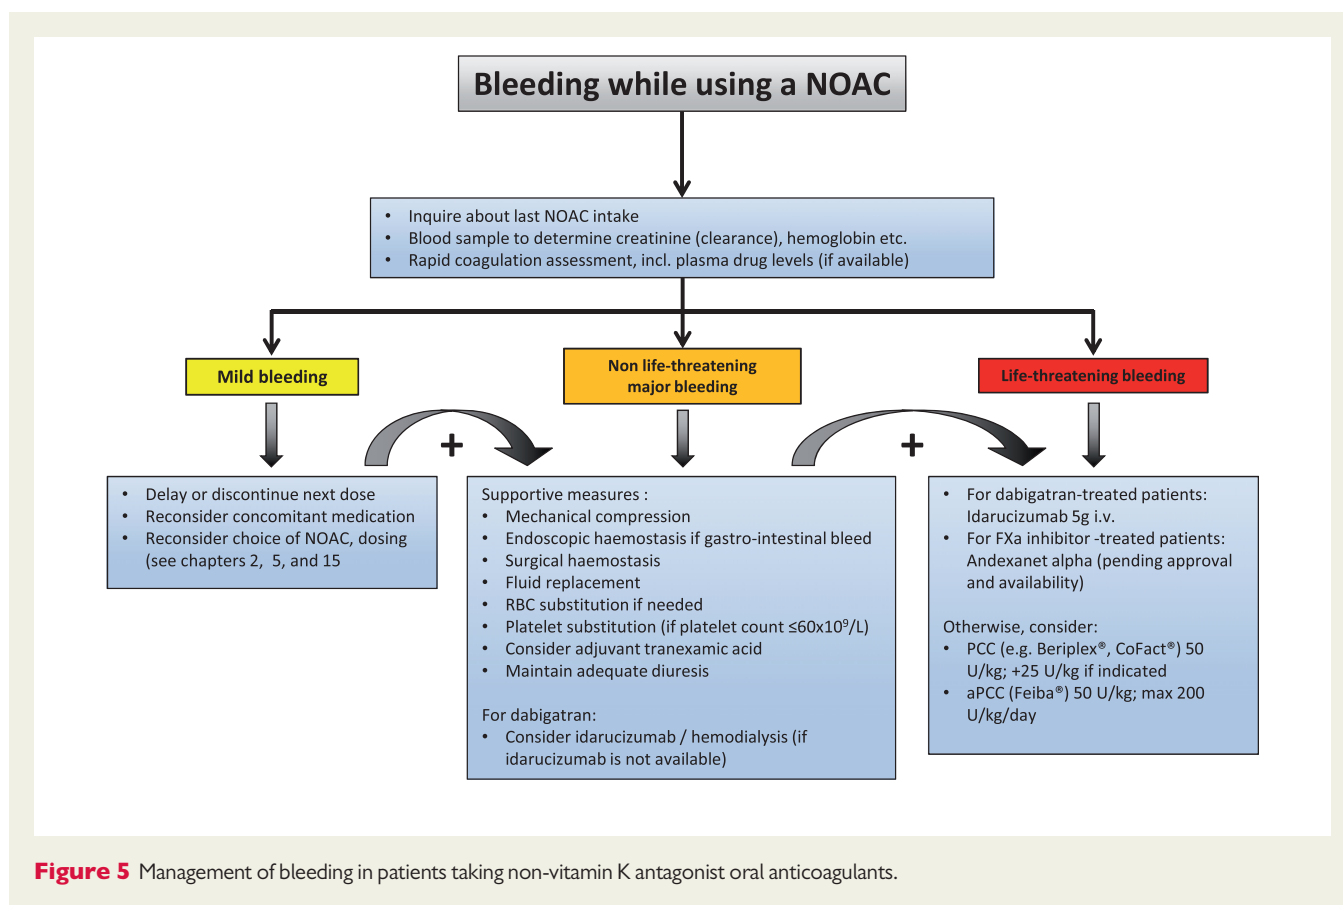 Bleeding while using a NOAC
• Inquire about last NOAC intake
• Blood sample to determine creatinine (clearance), hemoglobin etc.
• Rapid coagulation assessment, incl. plasma drug levels (if available)
Mild bleeding
Non life-threatening
major bleeding
Life-threatening bleeding
+
+
• Delay or discontinue next dose
• Reconsider concomitant medication
• Reconsider choice of NOAC, dosing
(see chapters 2, 5, and 15
Supportive measures :
• Mechanical compression
• Endoscopic haemostasis if gastro-intestinal bleed
• Surgical haemostasis
• Fluid replacement
• RBC substitution if needed
• Platelet substitution (if platelet count ≤60x10⁹/L)
• Consider adjuvant tranexamic acid
• Maintain adequate diuresis
For dabigatran:
• Consider idarucizumab / hemodialysis (if
idarucizumab is not available)
• For dabigatran-treated patients:
Idarucizumab 5g i.v.
• For FXa inhibitor -treated patients:
Andexanet alpha (pending approval
and availability)
Otherwise, consider:
• PCC (e.g. Beriplex®, CoFact®) 50
U/kg; +25 U/kg if indicated
• aPCC (Feiba®) 50 U/kg; max 200
U/kg/day
Figure 5 Management of bleeding in patients taking non-vitamin K antagonist oral anticoagulants.